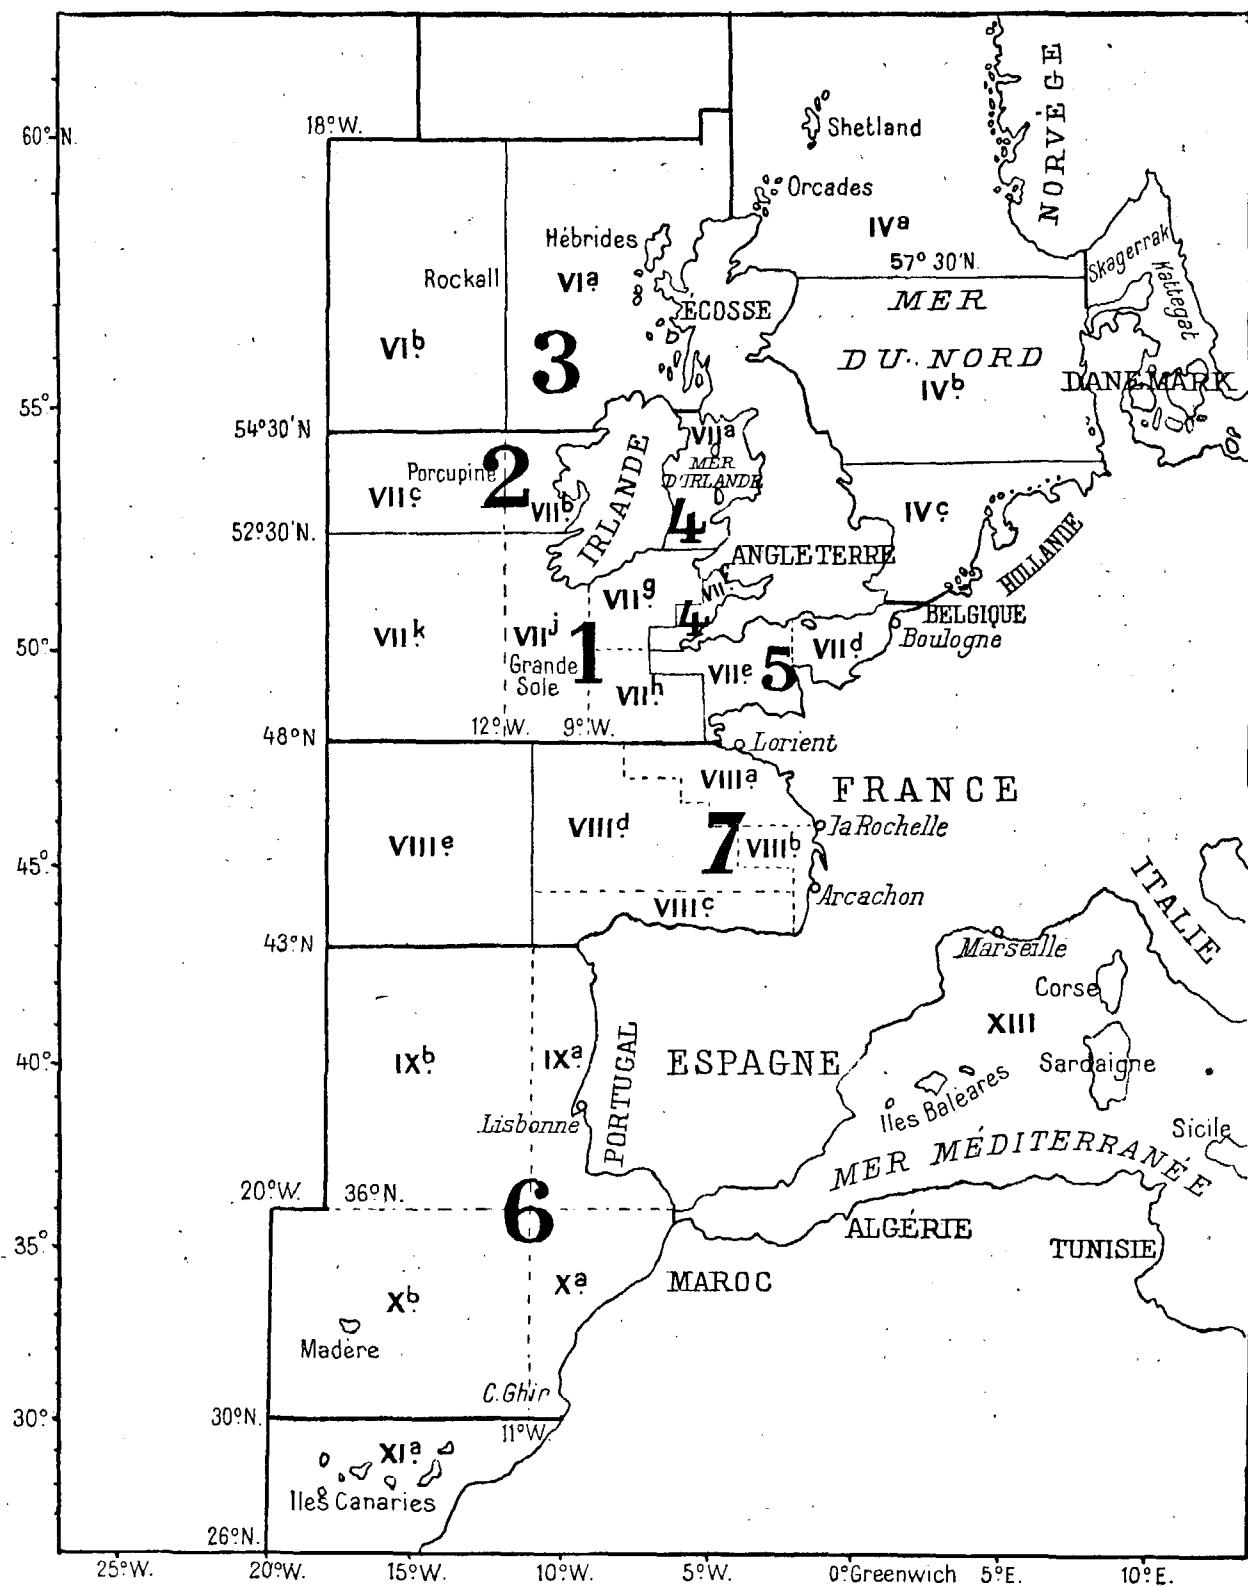 18°W.
60° N.
Shetland
NORVÈGE
Orcades
IVa
Hébrides
57° 30'N.
Skagerrak
Kattegat
Rockall
VIa
MER
ÉCOSSE
VIb
3
DU NORD
IVb
DANEMARK
55°
54°30'N
VIIa
IRLANDE
MER
D'IRLANDE
Porcupine
2
VIIc
VIIb
4
IVc
52°30'N.
ANGLETERRE
HOLLANDE
VIIf
VIIg
4
BELGIQUE
VIIk
VIIj
1
Boulogne
50°
VIId
Grande
Sole
VIIe
5
VIIh
12°W.
9°W.
48°N
Lorient
VIIIa
FRANCE
VIIId
7
la Rochelle
VIIIe
VIIIb
45°
ITALIE
Arcachon
VIIIc
43°N
Marseille
Corse
XIII
IXb
IXa
PORTUGAL
ESPAGNE
Sardaigne
40°
Iles Baléares
Lisbonne
Sicile
MER MÉDITERRANÉE
20°W.
36°N.
6
ALGÉRIE
35°
TUNISIE
Xa
MAROC
Xb
Madère
C.Ghir
30°
30°N.
11°W.
XIa
Iles Canaries
26°N.
25°W.
20°W.
15°W.
10°W.
5°W.
0°Greenwich
5°E.
10°E.